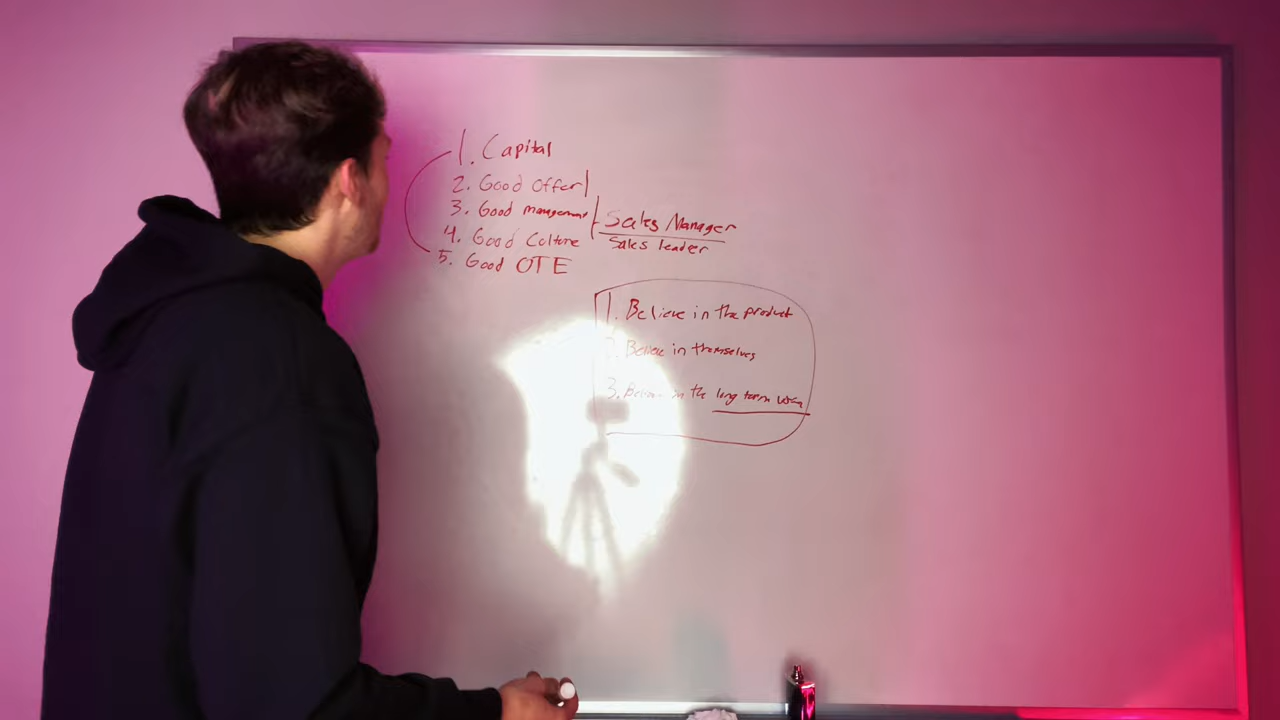 1. Capital
2. Good Offer
3. Good management
4. Good Culture
5. Good OTE
Sales Manager
Sales leader
1. Believe in the product
2. Believe in themselves
3. Believe in the long term